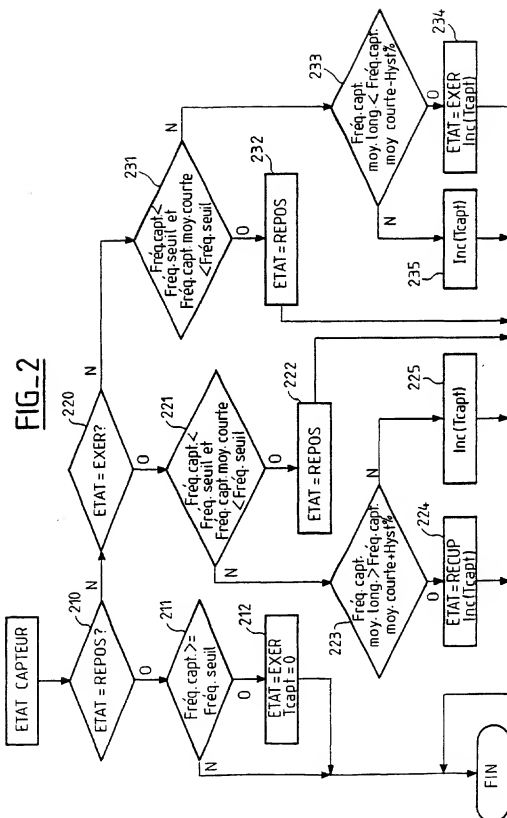 FIG_2
ETAT CAPTEUR
210
ETAT=REPOS?
N
O
220
ETAT=EXER?
N
O
211
Fréq.capt.>=
Fréq. seuil
N
O
212
ETAT=EXER
Tcapt=0
221
Fréq.capt.<
Fréq.seuil et
Fréq.capt.moy.courte
<Fréq.seuil
N
O
222
ETAT=REPOS
223
Fréq.capt.
moy.long.>Fréq.capt.
moy.courte+Hyst%
N
O
224
ETAT=RECUP
Inc(Tcapt)
225
Inc(Tcapt)
231
Fréq.capt.<
Fréq.seuil et
Fréq.capt.moy.courte
<Fréq.seuil
N
O
232
ETAT=REPOS
233
Fréq.capt.
moy.long.<Fréq.capt.
moy courte-Hyst%
N
O
234
ETAT=EXER
Inc(Tcapt)
235
Inc(Tcapt)
FIN